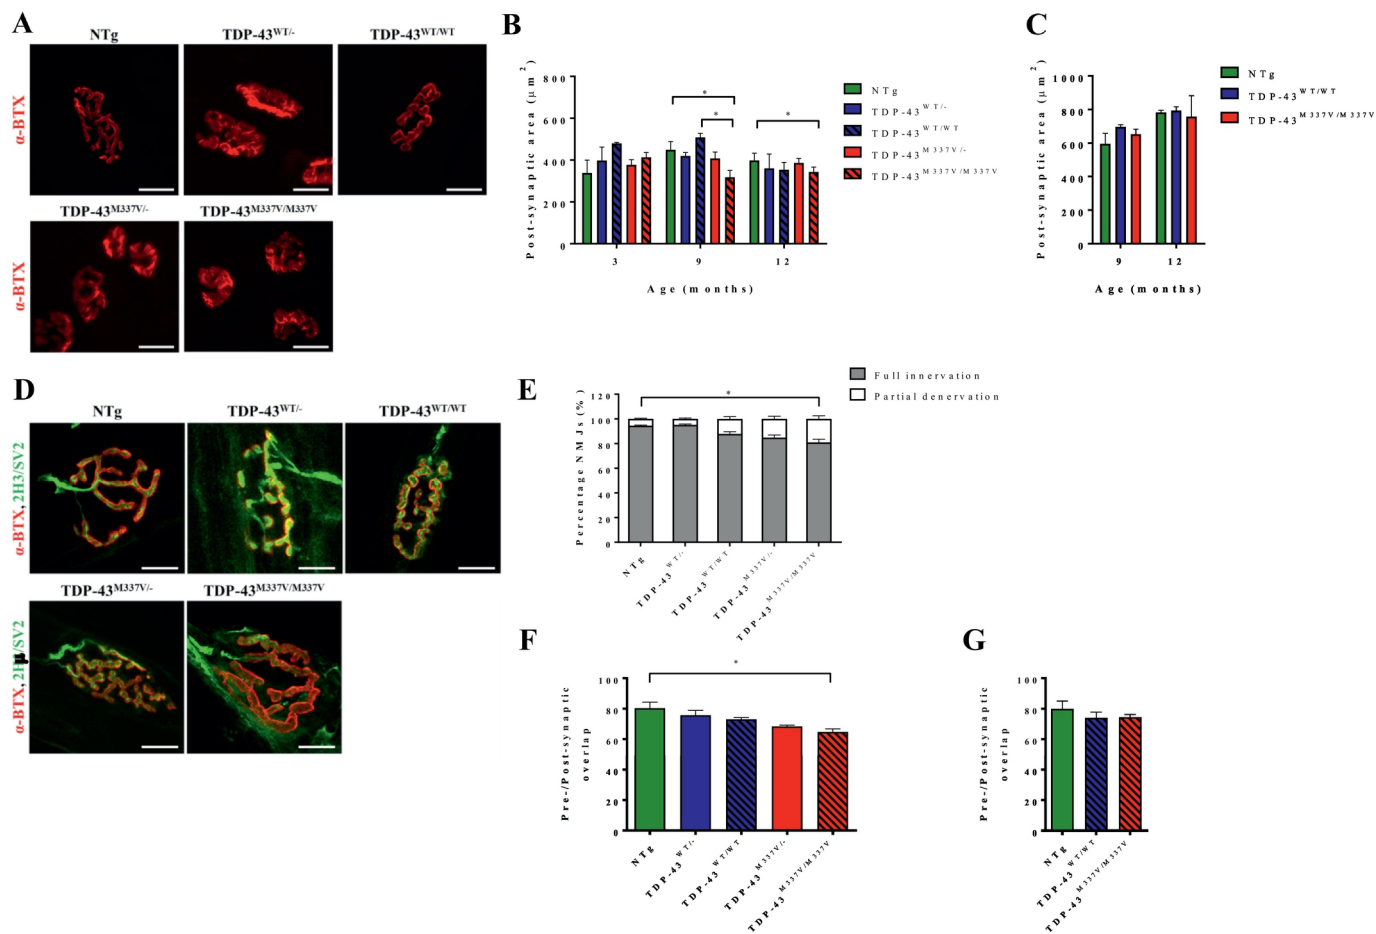 A
NTg
TDP-43WT/-
TDP-43WT/WT
α-BTX
TDP-43M337V/-
TDP-43M337V/M337V
α-BTX
B
Post-synaptic area (μm2)
800
600
400
200
0
3
9
12
Age (months)
*
*
*
NTg
TDP-43WT/-
TDP-43WT/WT
TDP-43M337V/-
TDP-43M337V/M337V
C
Post-synaptic area (μm2)
1000
800
600
400
200
0
9
12
Age (months)
NTg
TDP-43WT/WT
TDP-43M337V/M337V
D
NTg
TDP-43WT/-
TDP-43WT/WT
α-BTX, 2H3/SV2
TDP-43M337V/-
TDP-43M337V/M337V
α-BTX, 2H3/SV2
E
Percentage NMJs (%)
120
100
80
60
40
20
0
*
Full innervation
Partial denervation
NTg
TDP-43WT/-
TDP-43WT/WT
TDP-43M337V/-
TDP-43M337V/M337V
F
Pre-/Post-synaptic
overlap
100
80
60
40
20
0
*
NTg
TDP-43WT/-
TDP-43WT/WT
TDP-43M337V/-
TDP-43M337V/M337V
G
Pre-/Post-synaptic
overlap
100
80
60
40
20
0
NTg
TDP-43WT/WT
TDP-43M337V/M337V